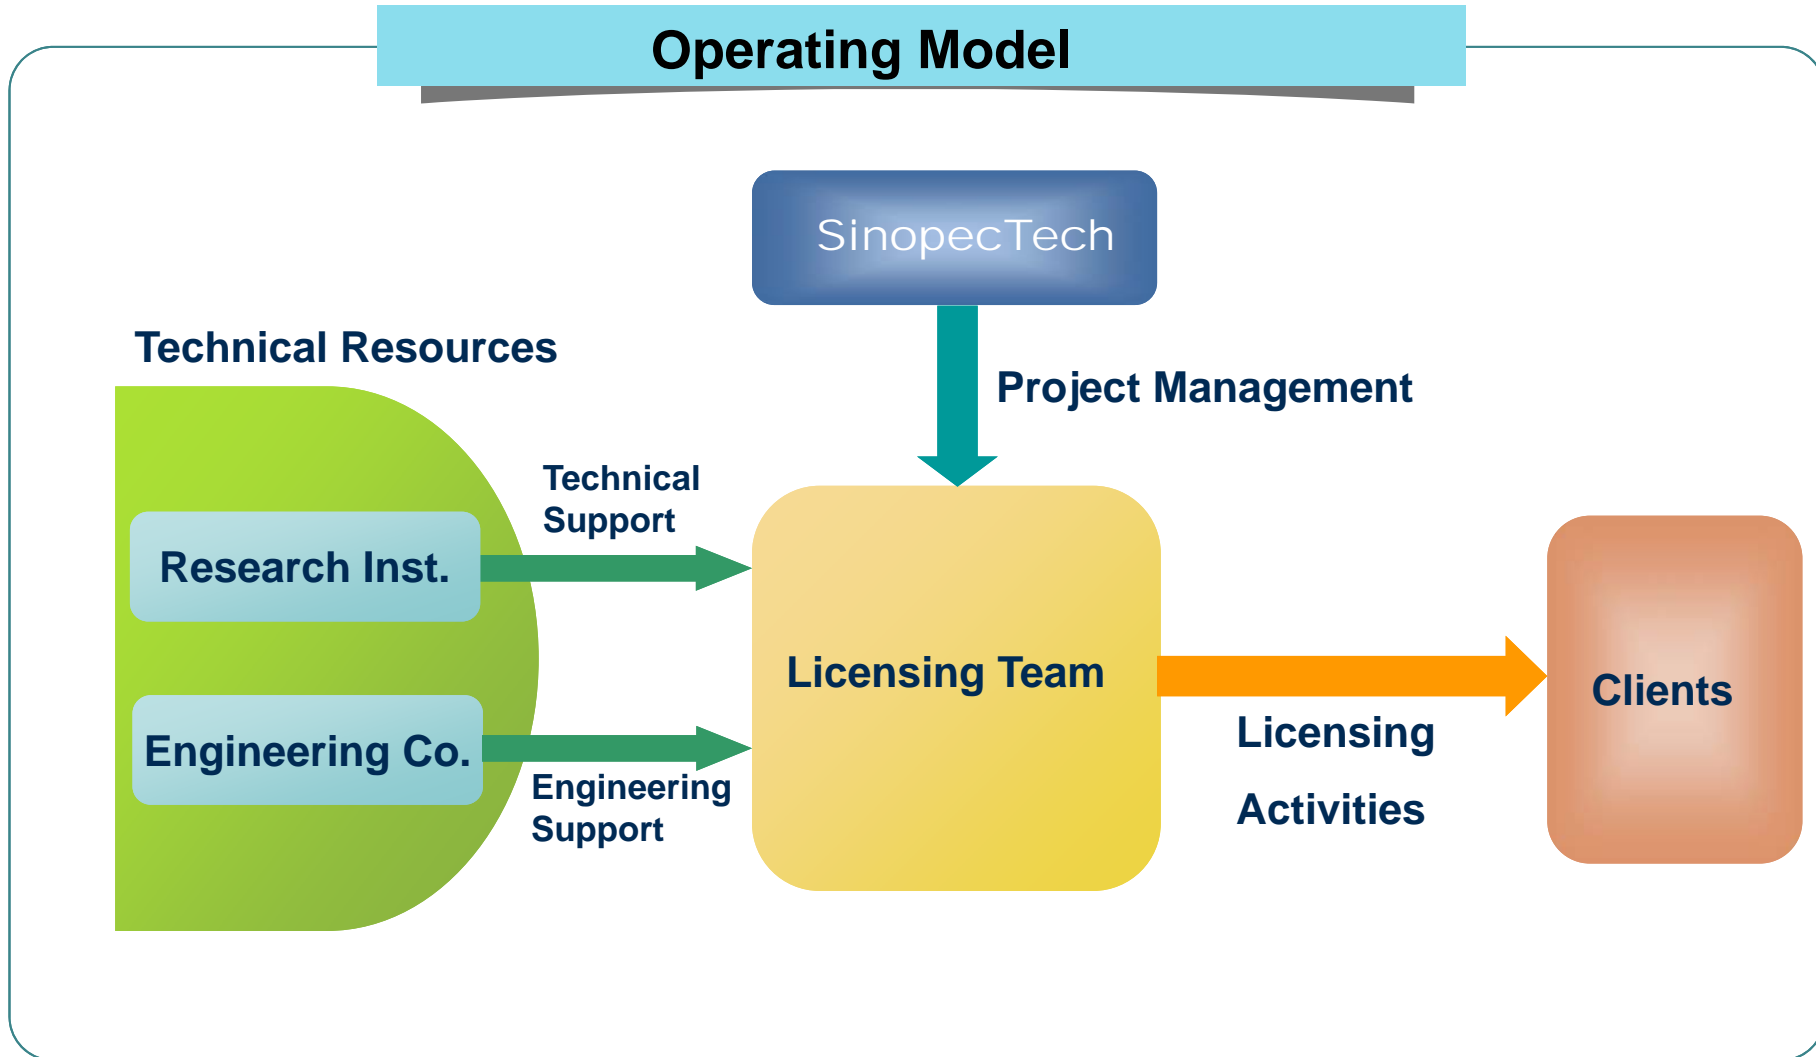 Operating Model
SinopecTech
Technical Resources
Project Management
Technical
Support
Research Inst.
Licensing Team
Clients
Engineering Co.
Licensing
Activities
Engineering
Support